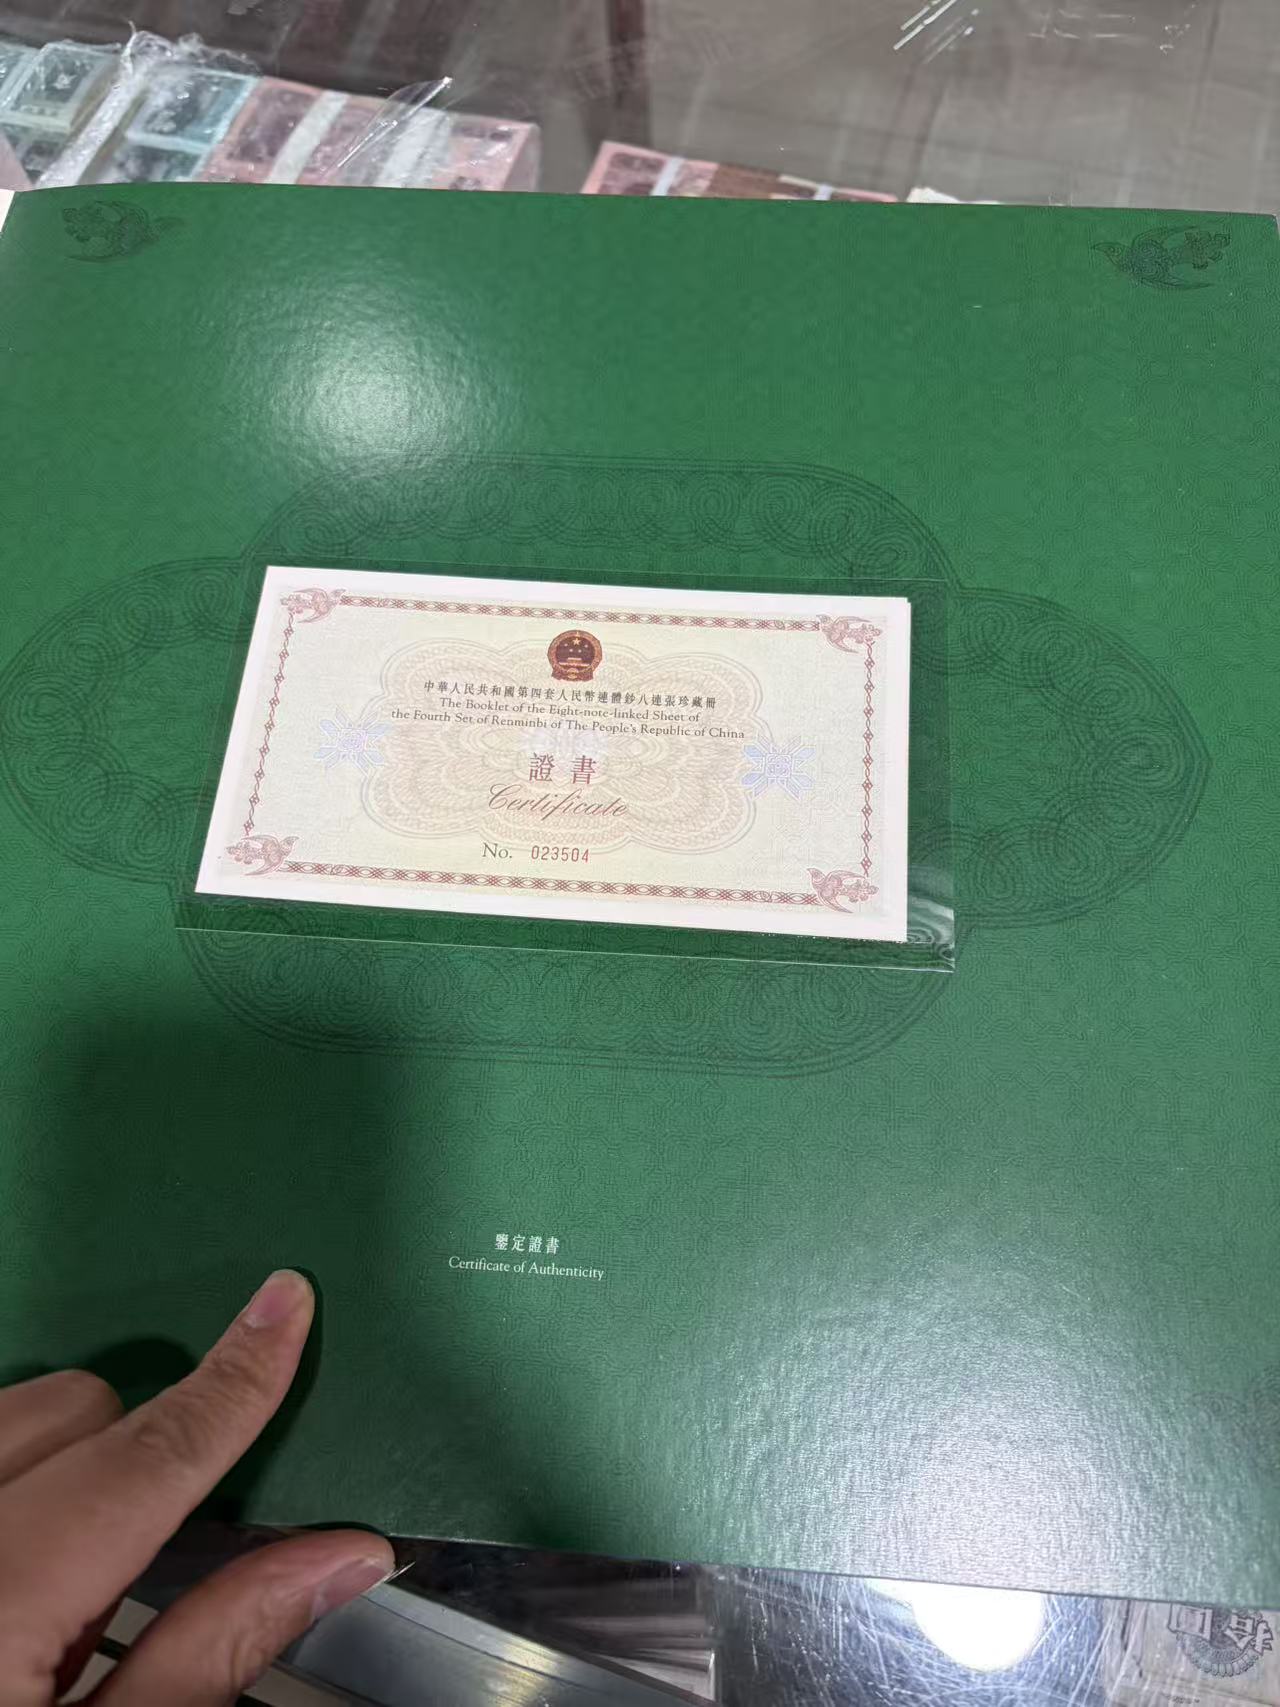 中華人民共和國第四套人民幣連體鈔八連張珍藏冊
The Booklet of the Eight-note-linked Sheet of
the Fourth Set of Renminbi of The People's Republic of China
證書
Certificate
No. 023504
鑒定證書
Certificate of Authenticity